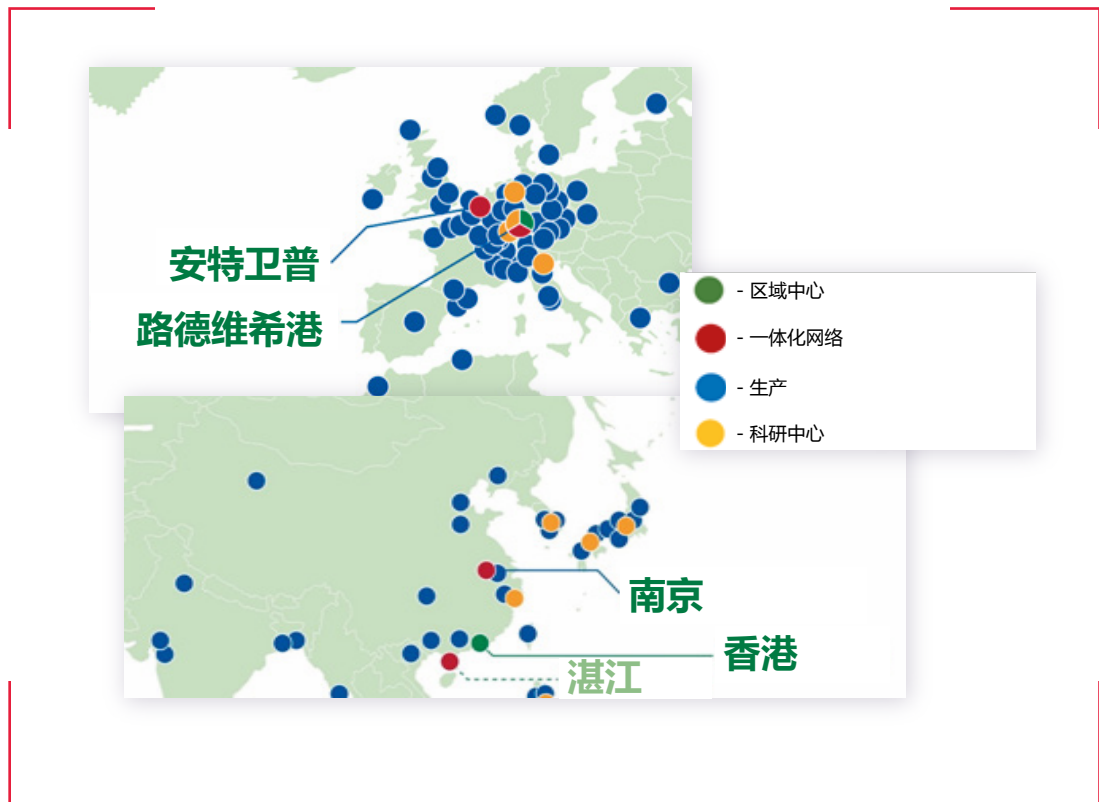 安特卫普
路德维希港
- 区域中心
- 一体化网络
- 生产
- 科研中心
南京
香港
湛江